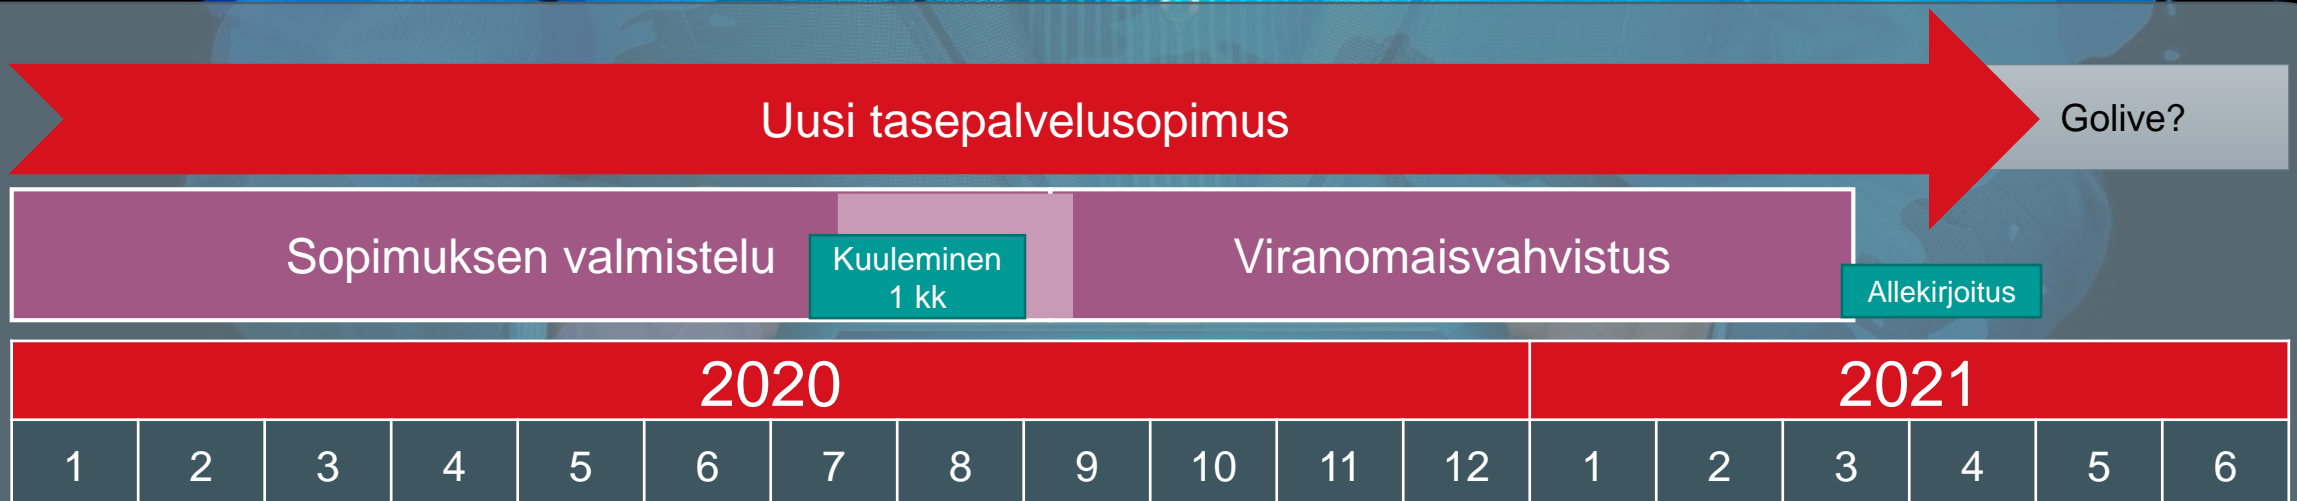 Uusi tasepalvelusopimus
Golive?
Sopimuksen valmistelu
Kuuleminen
1 kk
Viranomaisvahvistus
Allekirjoitus
2020 2021
1 2 3 4 5 6 7 8 9 10 11 12 1 2 3 4 5 6